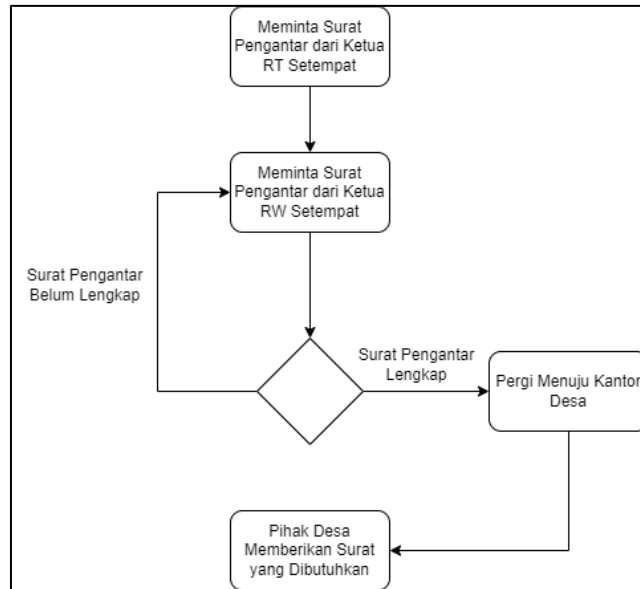 Meminta Surat
Pengantar dari Ketua
RT Setempat
Meminta Surat
Pengantar dari Ketua
RW Setempat
Surat Pengantar
Belum Lengkap
Surat Pengantar
Lengkap
Pergi Menuju Kantor
Desa
Pihak Desa
Memberikan Surat
yang Dibutuhkan